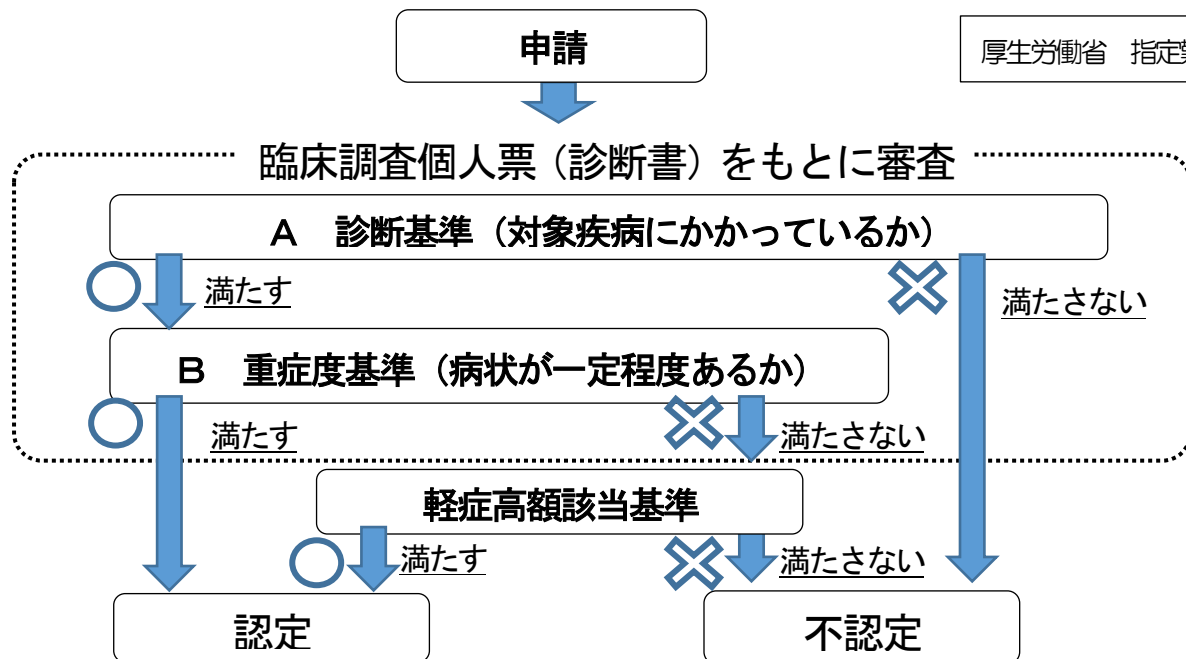 申請
厚生労働省 指定
臨床調査個人票（診断書）をもとに審査
A 診断基準（対象疾病にかかっているか）
満たす
満たさない
B 重症度基準（病状が一定程度あるか）
満たす
満たさない
軽症高額該当基準
満たす
満たさない
認定
不認定